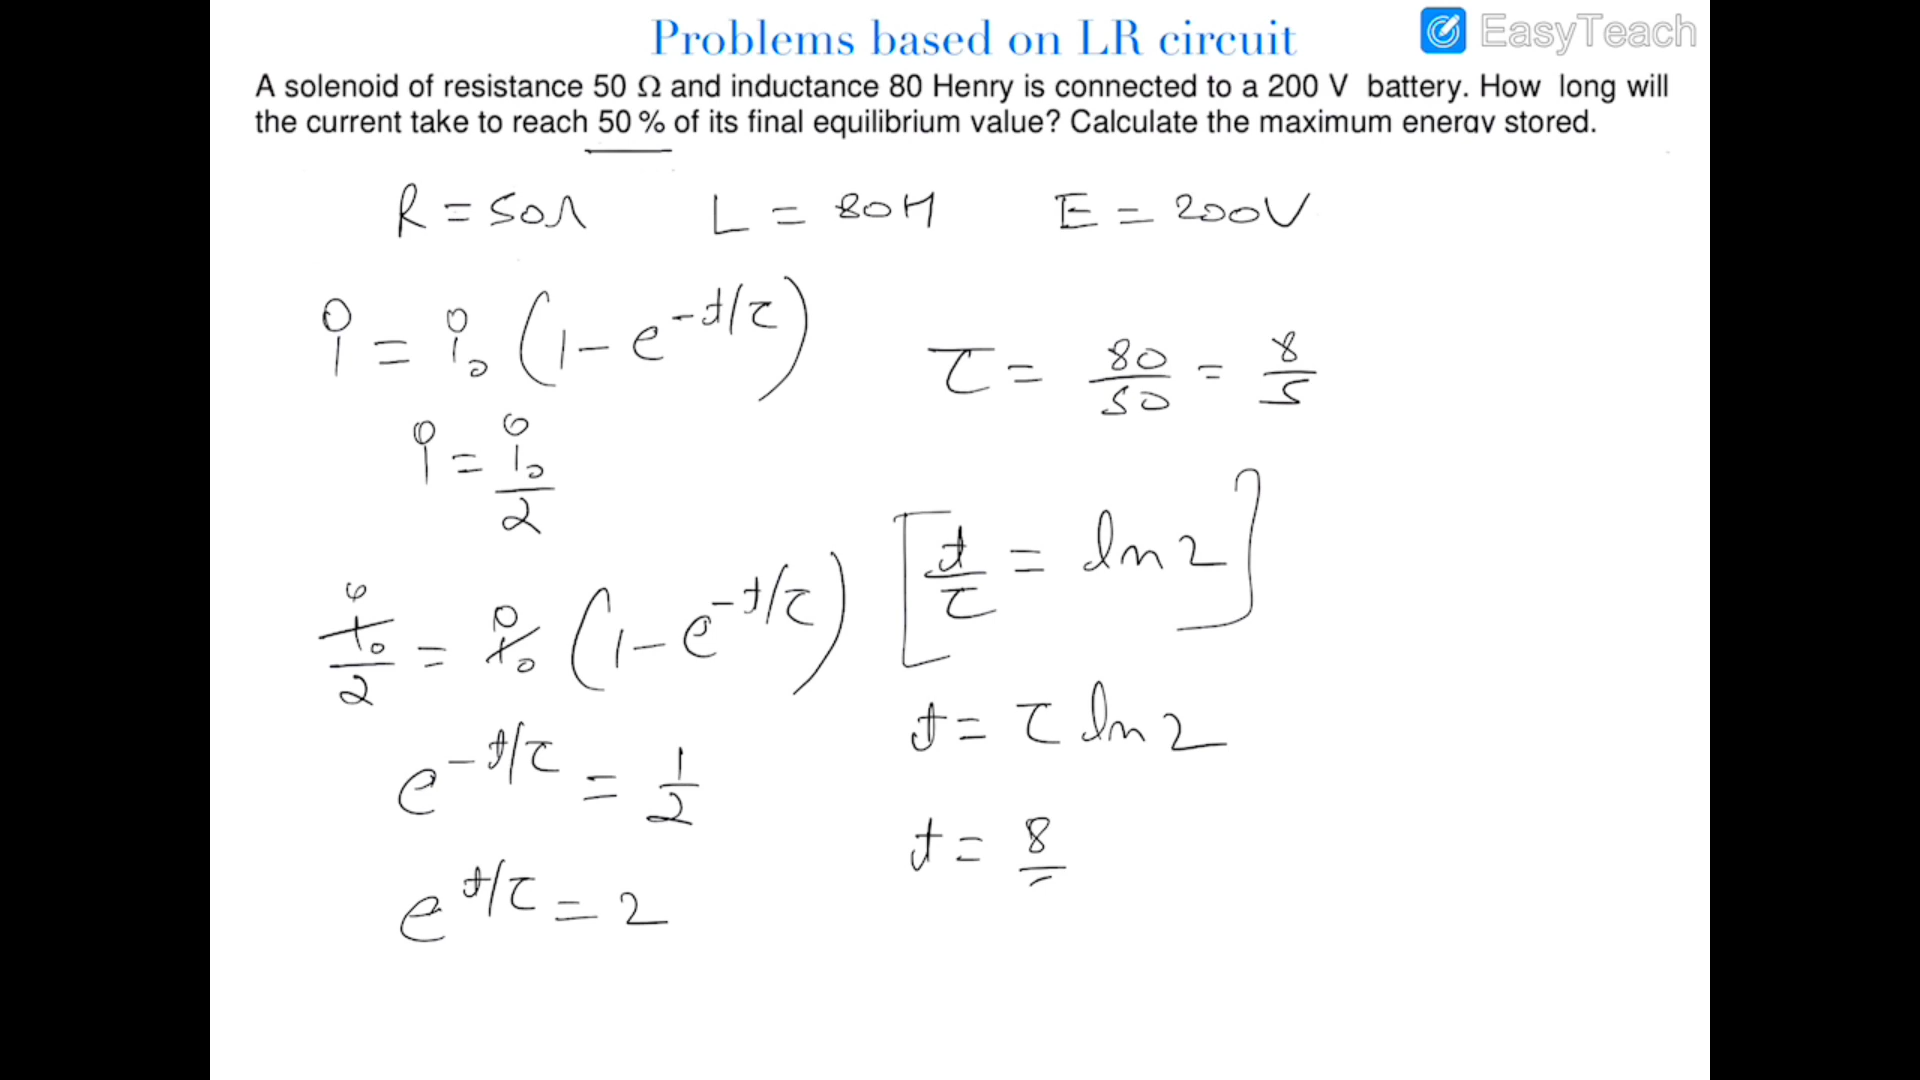 Problems based on LR circuit
EasyTeach
A solenoid of resistance 50 Ω and inductance 80 Henry is connected to a 200 V battery. How long will
the current take to reach 50 % of its final equilibrium value? Calculate the maximum energy stored.
R = 50Ω L = 80H E = 200V
i = i₀ (1 - e^(-t/τ))
τ = 80/50 = 8/5
i = i₀/2
i₀/2 = i₀ (1 - e^(-t/τ))
e^(-t/τ) = 1/2
e^(t/τ) = 2
[t/τ = ln 2]
t = τ ln 2
t = 8